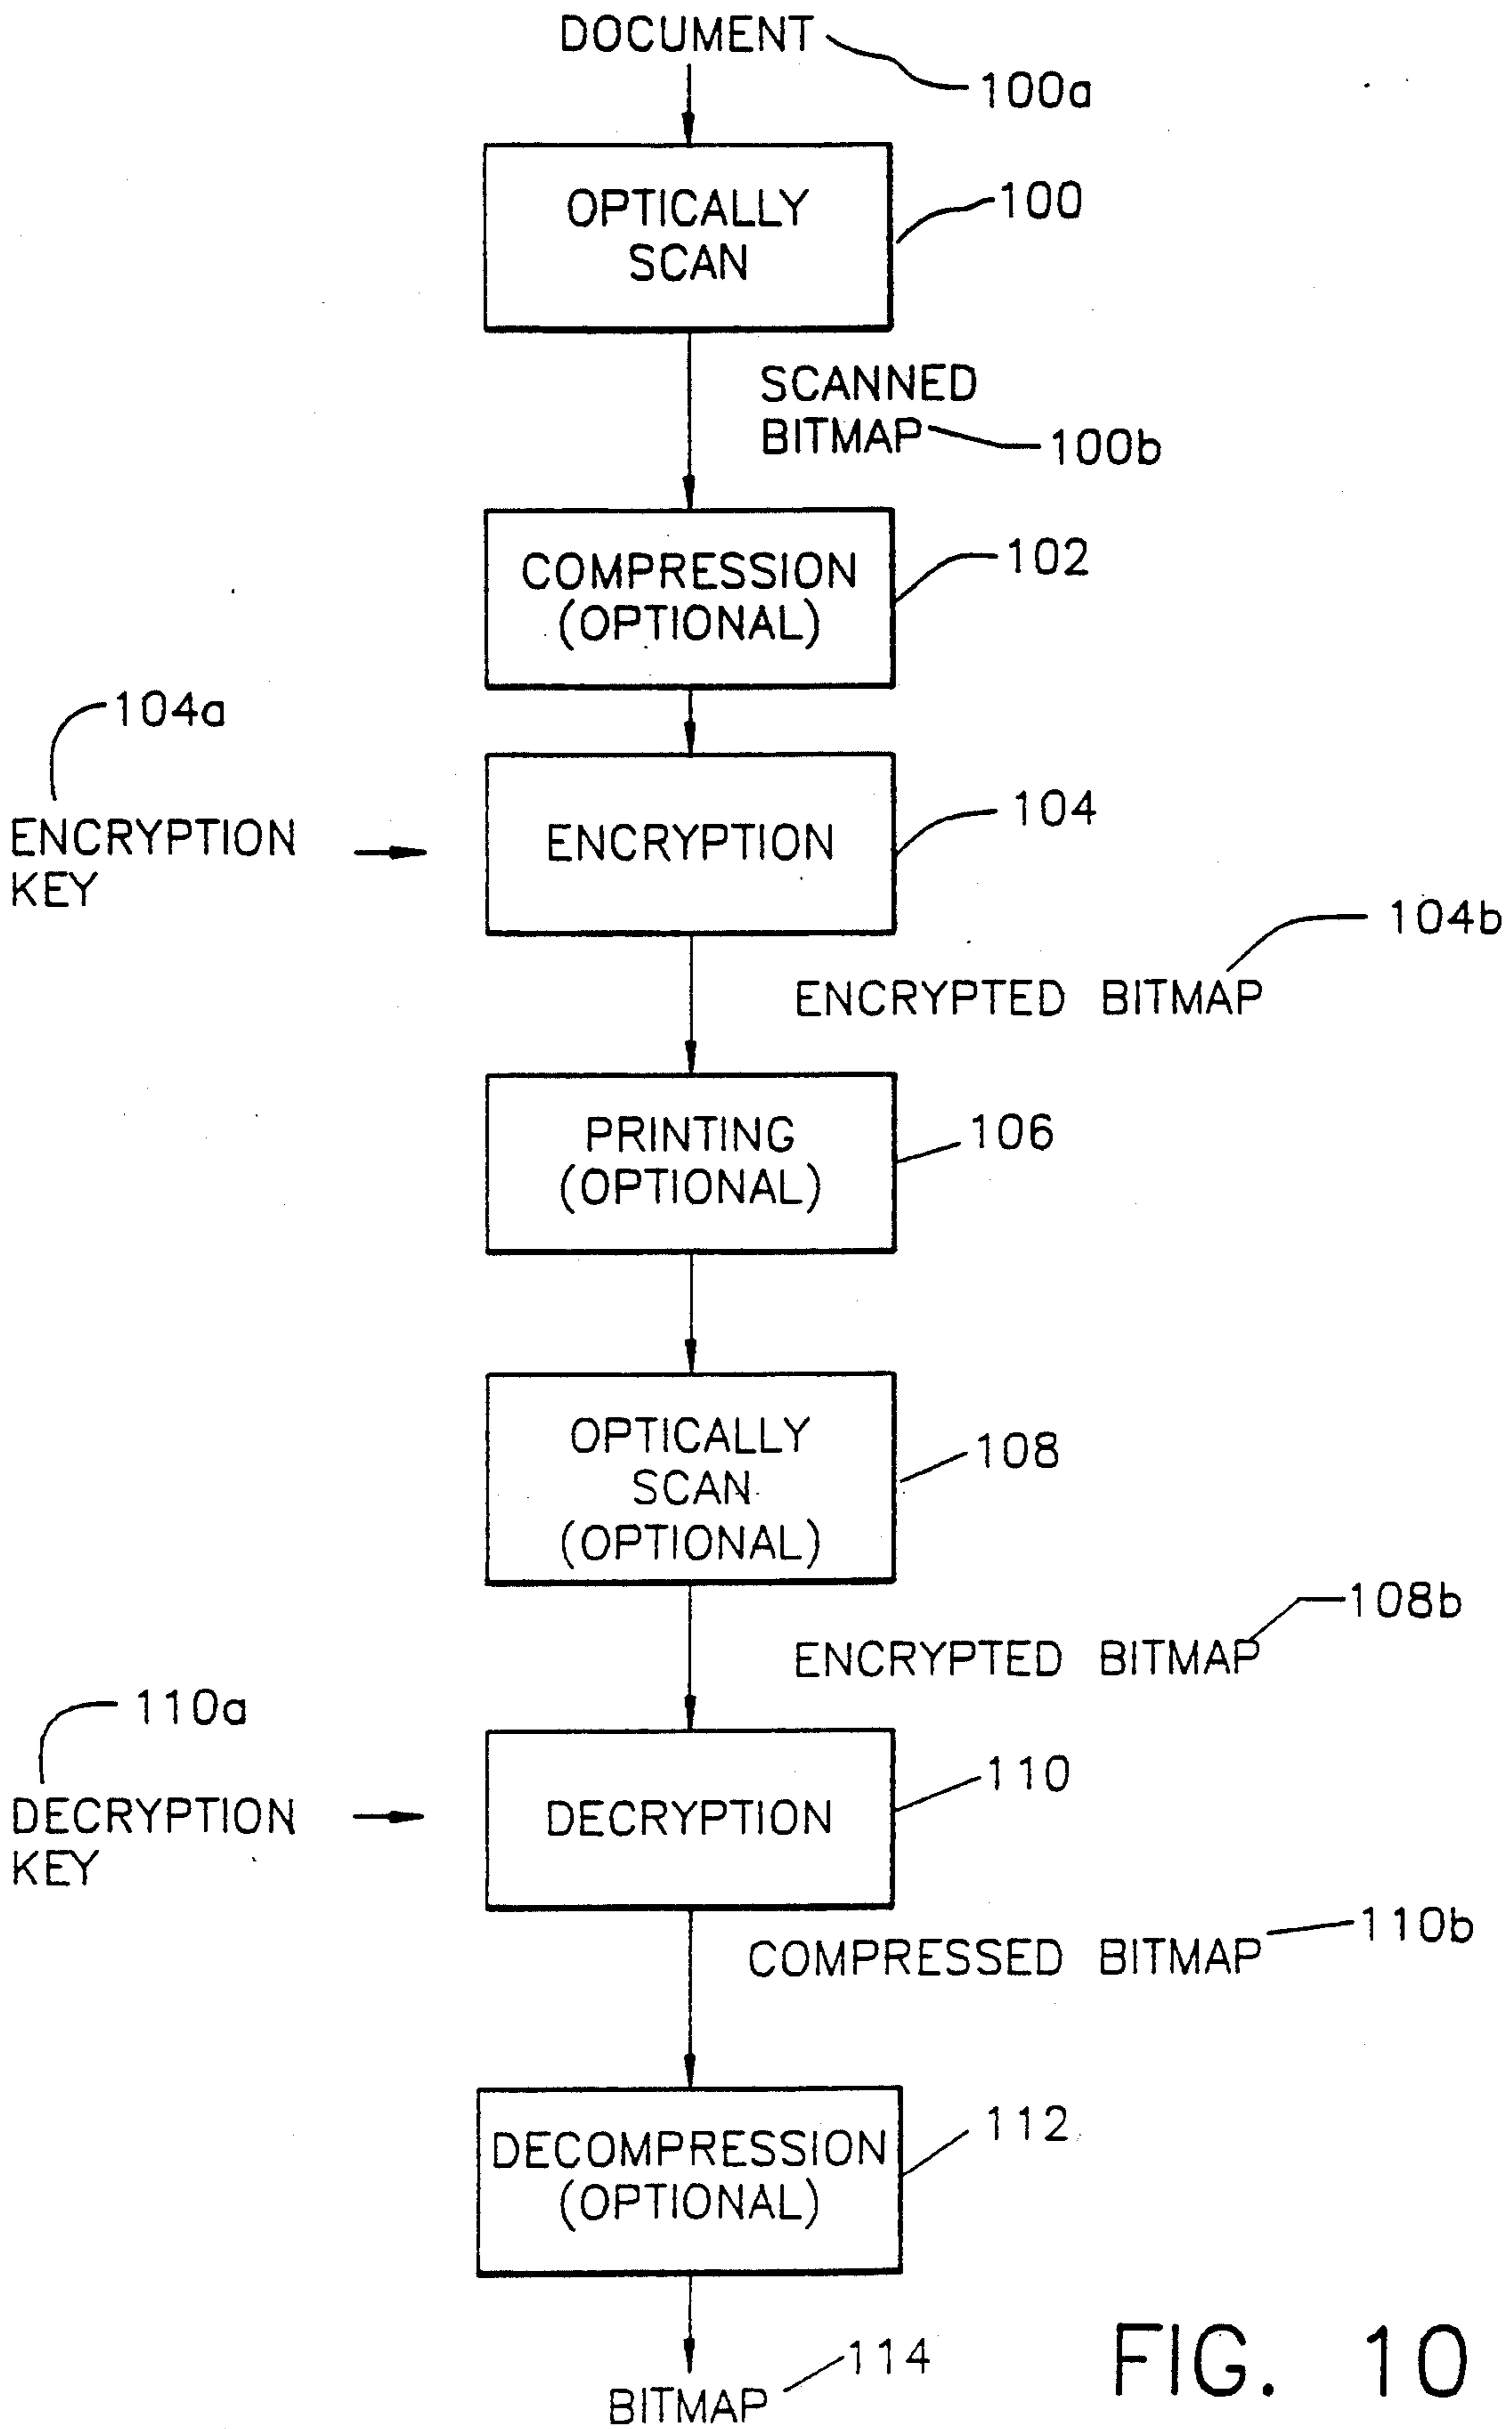 DOCUMENT
100a
OPTICALLY
SCAN
100
SCANNED
BITMAP
100b
COMPRESSION
(OPTIONAL)
102
104a
ENCRYPTION
KEY
ENCRYPTION
104
104b
ENCRYPTED BITMAP
PRINTING
(OPTIONAL)
106
OPTICALLY
SCAN
(OPTIONAL)
108
108b
ENCRYPTED BITMAP
110a
DECRYPTION
KEY
DECRYPTION
110
COMPRESSED BITMAP
110b
DECOMPRESSION
(OPTIONAL)
112
BITMAP
114
FIG. 10